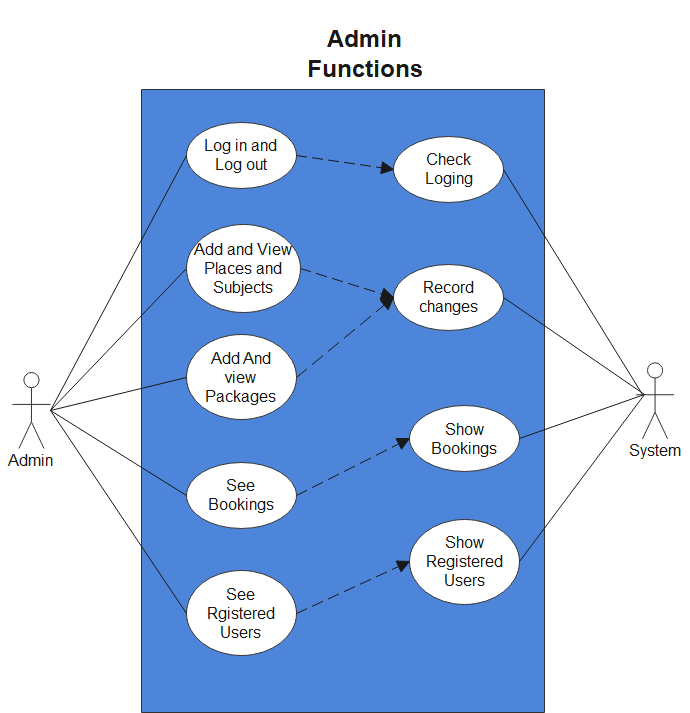 Admin
Functions
Log in and
Log out
Check
Loging
Add and View
Places and
Subjects
Record
changes
Add And
view
Packages
Admin
System
Show
Bookings
See
Bookings
Show
Registered
Users
See
Rgistered
Users